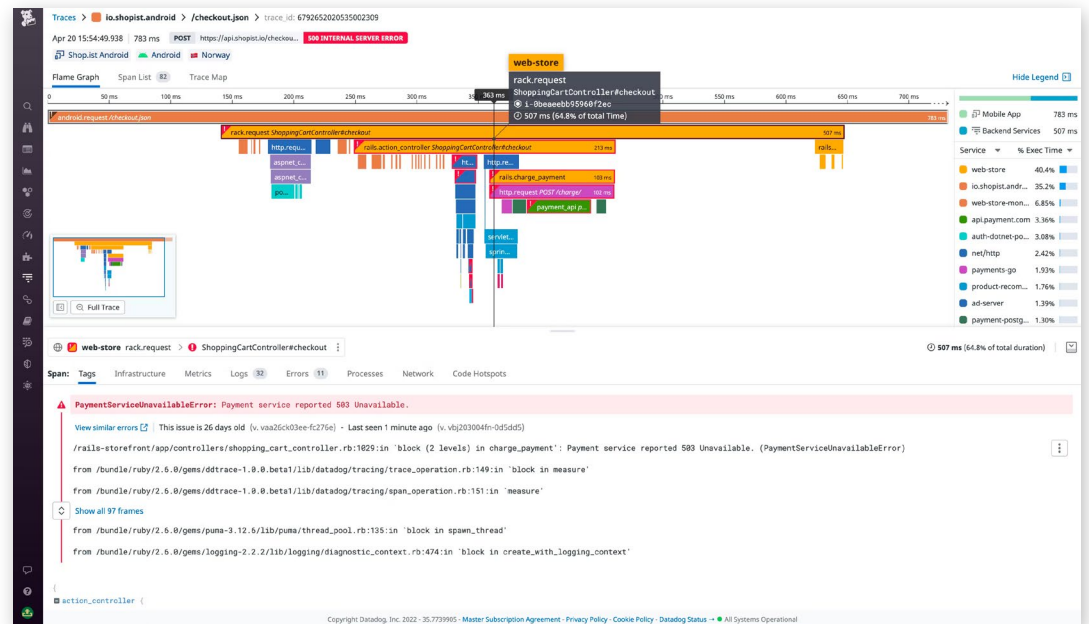 Traces > io.shopist.android > /checkout.json > trace_id: 6792652020535002309
Apr 20 15:54:49.938 783 ms POST https://api.shopist.io/checkou... 500 INTERNAL SERVER ERROR
Shop.ist Android Android Norway
Flame Graph Span List 82 Trace Map
Hide Legend
web-store
rack.request
ShoppingCartController#checkout
i-0beaeebb95960f2ec
507 ms (64.8% of total Time)
0 50 ms 100 ms 150 ms 200 ms 250 ms 300 ms 363 ms 550 ms 600 ms 650 ms 700 ms
android.request /checkout.json 783 ms
rack.request ShoppingCartController#checkout 507 ms
http.requ... rails.action_controller ShoppingCartController#checkout 213 ms rails...
aspnet_c... ht... http.re...
aspnet_c... rails.charge_payment 103 ms
po... http.request POST /charge/ 102 ms
payment_api p...
servlet...
sprin...
Full Trace
Mobile App 783 ms
Backend Services 507 ms
Service % Exec Time
web-store 40.4%
io.shopist.andr... 35.2%
web-store-mon... 6.85%
api.payment.com 3.36%
auth-dotnet-po... 3.08%
net/http 2.42%
payments-go 1.93%
product-recom... 1.76%
ad-server 1.39%
payment-postg... 1.30%
web-store rack.request > ShoppingCartController#checkout
507 ms (64.8% of total duration)
Span: Tags Infrastructure Metrics Logs 32 Errors 11 Processes Network Code Hotspots
PaymentServiceUnavailableError: Payment service reported 503 Unavailable.
View similar errors | This issue is 26 days old (v. vaa26ck03ee-fc276e) - Last seen 1 minute ago (v. vbj203004fn-0d5dd5)
/rails-storefront/app/controllers/shopping_cart_controller.rb:1029:in `block (2 levels) in charge_payment': Payment service reported 503 Unavailable. (PaymentServiceUnavailableError)
from /bundle/ruby/2.6.0/gems/ddtrace-1.0.0.beta1/lib/datadog/tracing/trace_operation.rb:149:in `block in measure'
from /bundle/ruby/2.6.0/gems/ddtrace-1.0.0.beta1/lib/datadog/tracing/span_operation.rb:151:in `measure'
Show all 97 frames
from /bundle/ruby/2.6.0/gems/puma-3.12.6/lib/puma/thread_pool.rb:135:in `block in spawn_thread'
from /bundle/ruby/2.6.0/gems/logging-2.2.2/lib/logging/diagnostic_context.rb:474:in `block in create_with_logging_context'
{
action_controller {
Copyright Datadog, Inc. 2022 - 35.7739905 - Master Subscription Agreement - Privacy Policy - Cookie Policy - Datadog Status → All Systems Operational